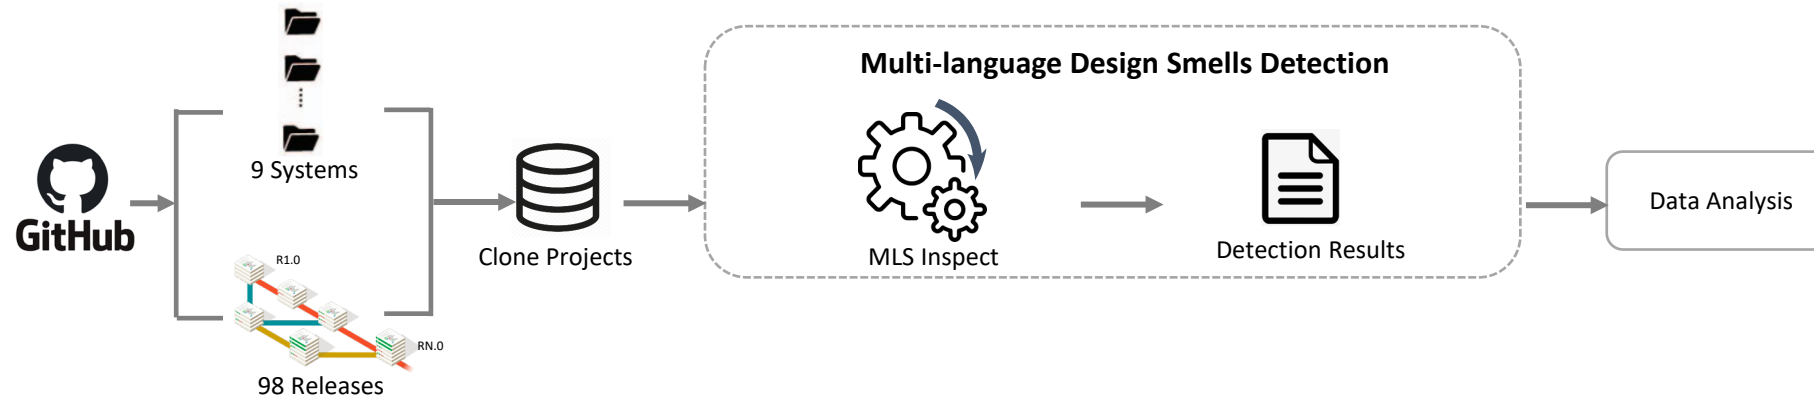 GitHub
9 Systems
R1.0
RN.0
98 Releases
Clone Projects
Multi-language Design Smells Detection
MLS Inspect
Detection Results
Data Analysis